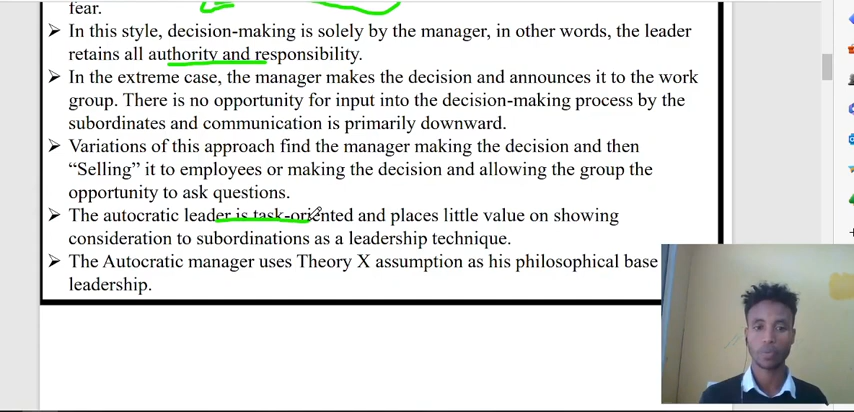 fear.
➤ In this style, decision-making is solely by the manager, in other words, the leader
retains all authority and responsibility.
➤ In the extreme case, the manager makes the decision and announces it to the work
group. There is no opportunity for input into the decision-making process by the
subordinates and communication is primarily downward.
➤ Variations of this approach find the manager making the decision and then
“Selling” it to employees or making the decision and allowing the group the
opportunity to ask questions.
➤ The autocratic leader is task-oriented and places little value on showing
consideration to subordinations as a leadership technique.
➤ The Autocratic manager uses Theory X assumption as his philosophical base
leadership.